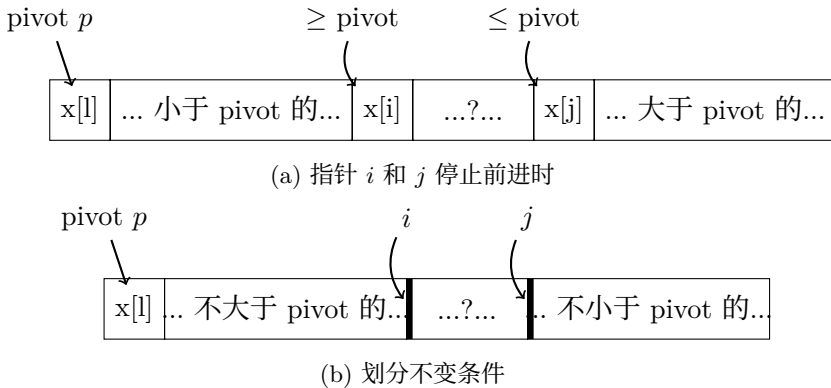 pivot p ≥ pivot ≤ pivot
x[l] ... 小于 pivot 的... x[i] ...?... x[j] ... 大于 pivot 的...
(a) 指针 i 和 j 停止前进时
pivot p i j
x[l] ... 不大于 pivot 的... ...?... ... 不小于 pivot 的...
(b) 划分不变条件